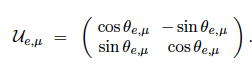 𝒰_{e,μ} = ( cos θ_{e,μ} − sin θ_{e,μ}
sin θ_{e,μ} cos θ_{e,μ} ) .